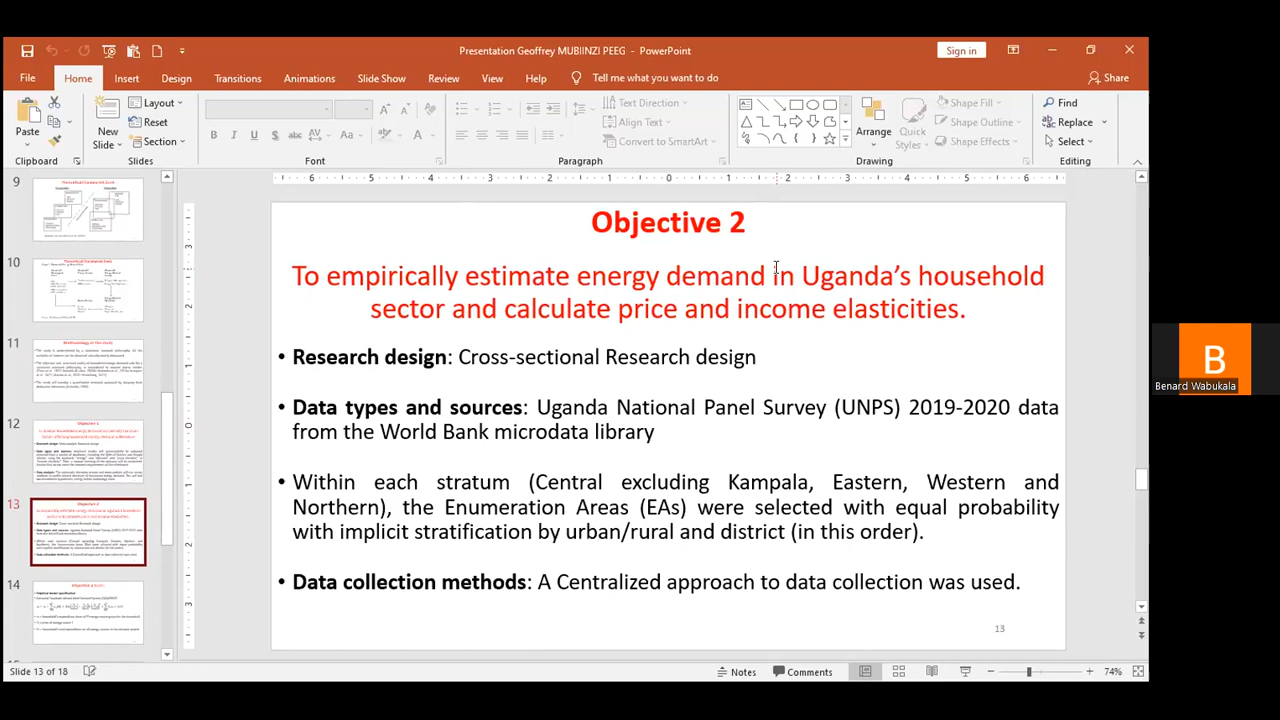 Presentation Geoffrey MUBIINZI PEEG - PowerPoint
Sign in
File Home Insert Design Transitions Animations Slide Show Review View Help Tell me what you want to do Share
Paste
Clipboard
New Slide
Layout
Reset
Section
Slides
B I U S abc AV Aa A
Font
Text Direction
Align Text
Convert to SmartArt
Paragraph
Arrange
Quick Styles
Shape Fill
Shape Outline
Shape Effects
Drawing
Find
Replace
Select
Editing
9
10
11
12
13
14
Objective 2
To empirically estimate energy demand in Uganda's household
sector and calculate price and income elasticities.
• Research design: Cross-sectional Research design
• Data types and sources: Uganda National Panel Survey (UNPS) 2019-2020 data
from the World Bank microdata library
• Within each stratum (Central excluding Kampala, Eastern, Western and
Northern), the Enumeration Areas (EAs) were selected with equal probability
with implicit stratification by urban/rural and district (in this order).
• Data collection methods: A Centralized approach to data collection was used.
13
B
Benard Wabukala
Slide 13 of 18
Notes
Comments
74%